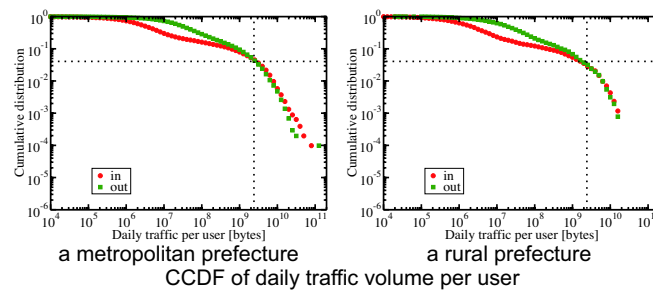 10^0
10^-1
10^-2
10^-3
10^-4
10^-5
10^-6
Cumulative distribution
in
out
10^4 10^5 10^6 10^7 10^8 10^9 10^10 10^11
Daily traffic per user [bytes]
a metropolitan prefecture
10^0
10^-1
10^-2
10^-3
10^-4
10^-5
10^-6
Cumulative distribution
in
out
10^4 10^5 10^6 10^7 10^8 10^9 10^10 10^11
Daily traffic per user [bytes]
a rural prefecture
CCDF of daily traffic volume per user